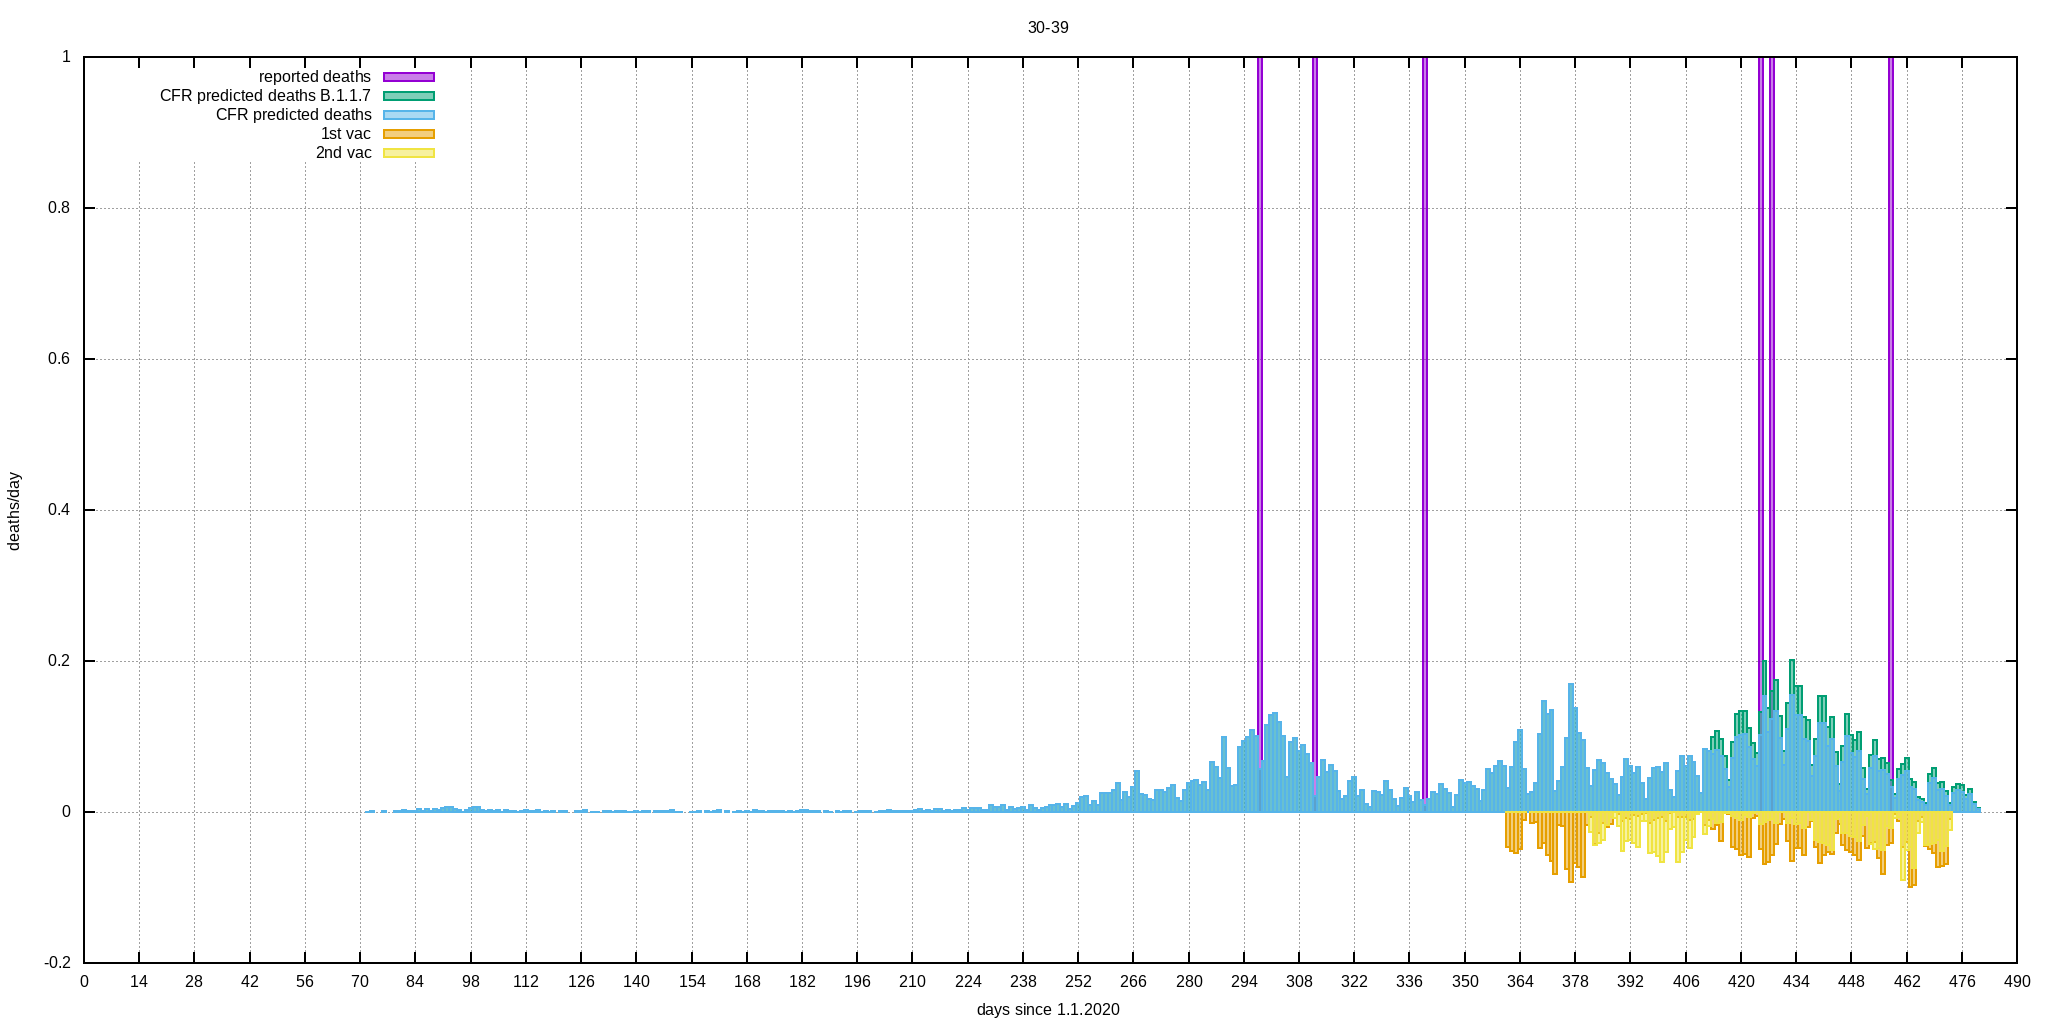 30-39
1
reported deaths
CFR predicted deaths B.1.1.7
CFR predicted deaths
1st vac
2nd vac
0.8
0.6
0.4
0.2
0
-0.2
deaths/day
0 14 28 42 56 70 84 98 112 126 140 154 168 182 196 210 224 238 252 266 280 294 308 322 336 350 364 378 392 406 420 434 448 462 476 490
days since 1.1.2020